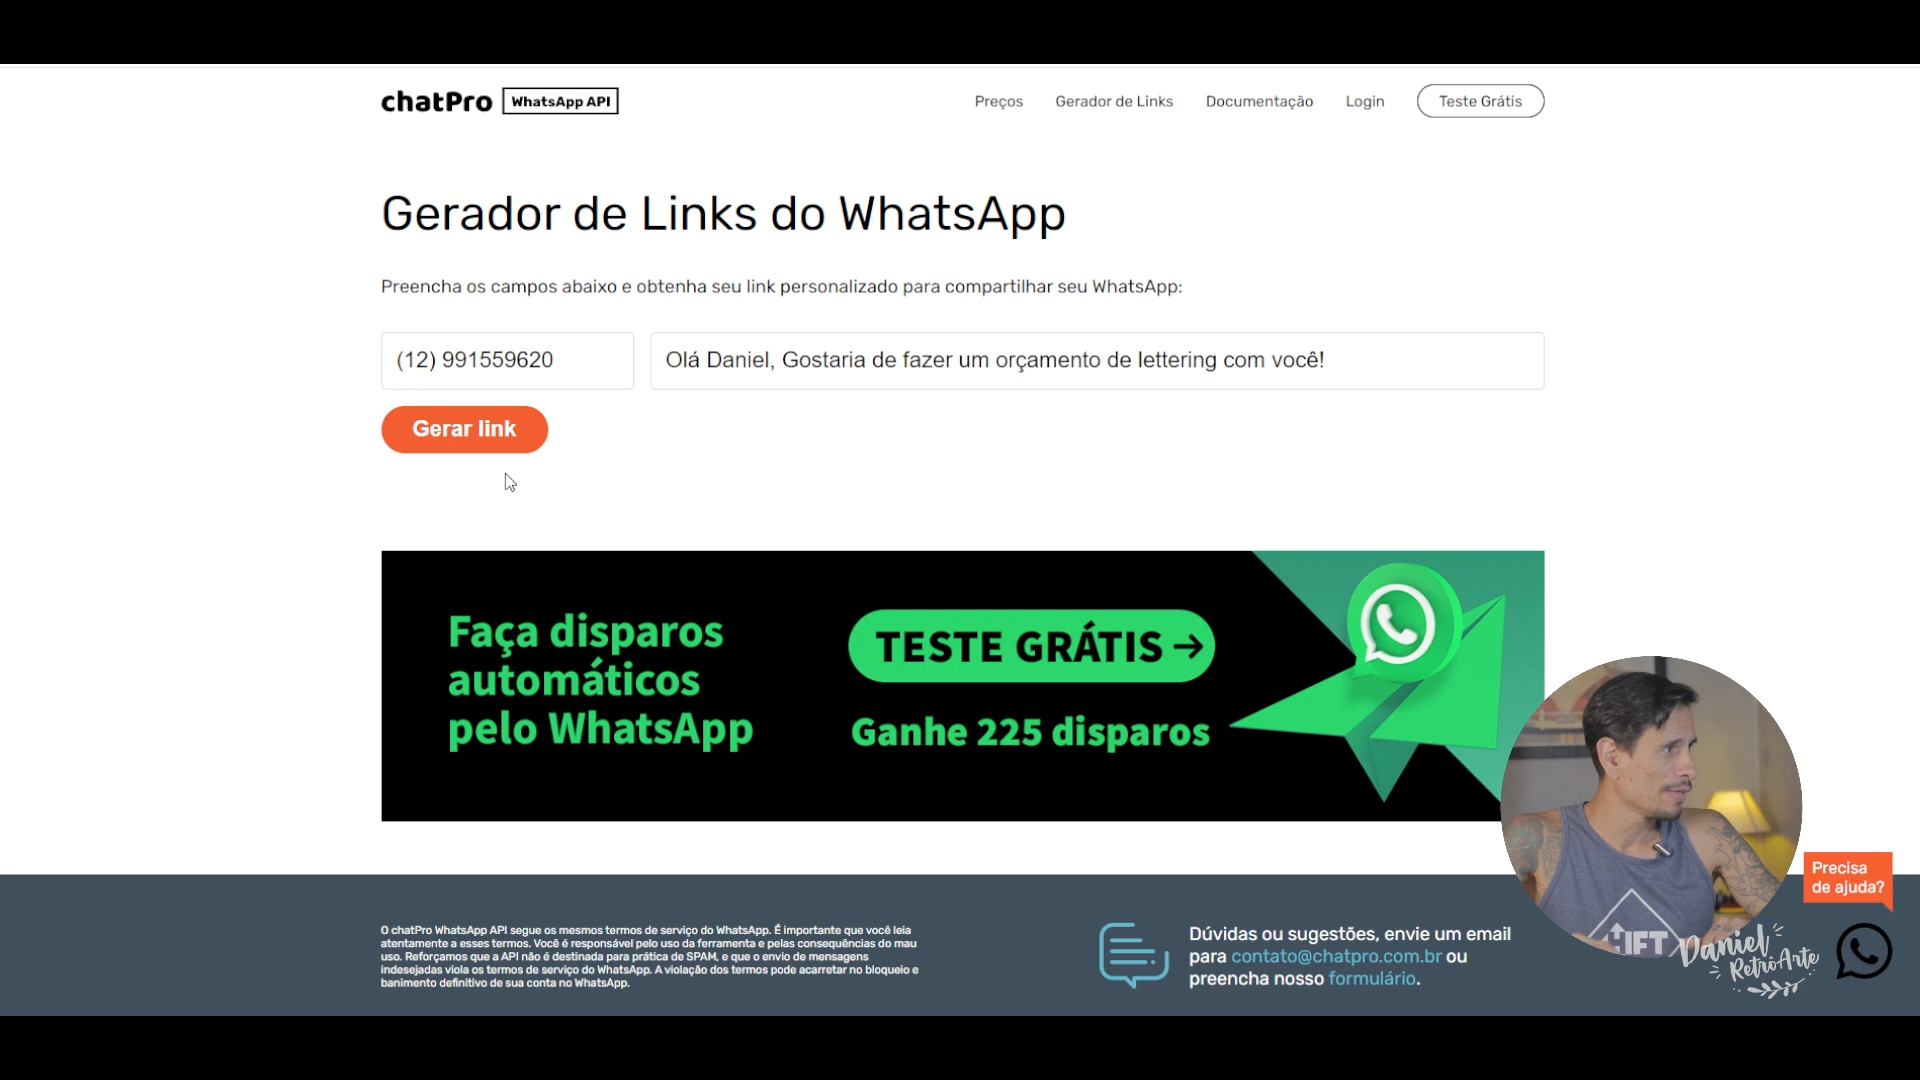 chatPro WhatsApp API
Preços Gerador de Links Documentação Login Teste Grátis
Gerador de Links do WhatsApp
Preencha os campos abaixo e obtenha seu link personalizado para compartilhar seu WhatsApp:
(12) 991559620 Olá Daniel, Gostaria de fazer um orçamento de lettering com você!
Gerar link
Faça disparos
automáticos
pelo WhatsApp
TESTE GRÁTIS →
Ganhe 225 disparos
Precisa
de ajuda?
O chatPro WhatsApp API segue os mesmos termos de serviço do WhatsApp. É importante que você leia
atentamente a esses termos. Você é responsável pelo uso da ferramenta e pelas consequências do mau
uso. Reforçamos que a API não é destinada para prática de SPAM, e que o envio de mensagens
indesejadas viola os termos de serviço do WhatsApp. A violação dos termos pode acarretar no bloqueio e
banimento definitivo de sua conta no WhatsApp.
Dúvidas ou sugestões, envie um email
para contato@chatpro.com.br ou
preencha nosso formulário.
Daniel
RetrôArte